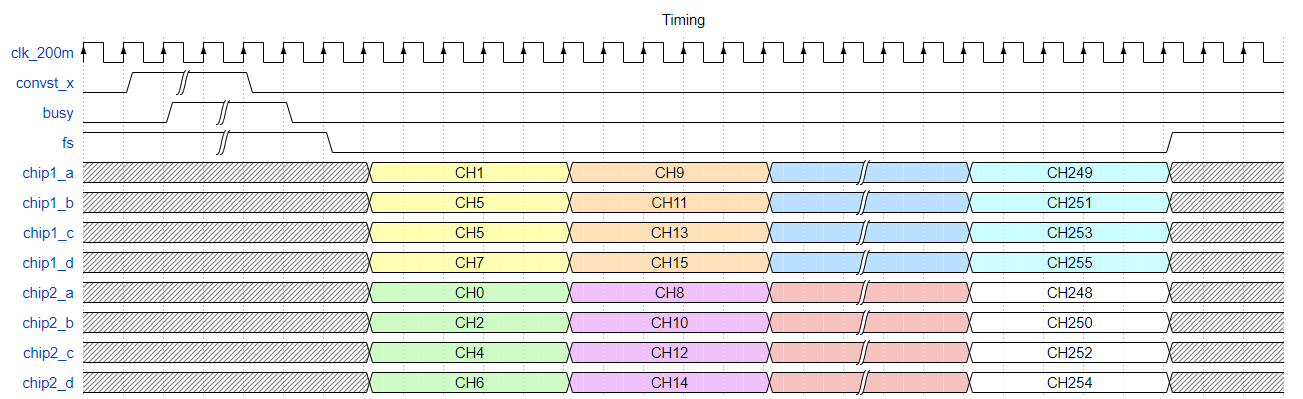 Timing
clk_200m
convst_x
busy
fs
chip1_a CH1 CH9 CH249
chip1_b CH5 CH11 CH251
chip1_c CH5 CH13 CH253
chip1_d CH7 CH15 CH255
chip2_a CH0 CH8 CH248
chip2_b CH2 CH10 CH250
chip2_c CH4 CH12 CH252
chip2_d CH6 CH14 CH254